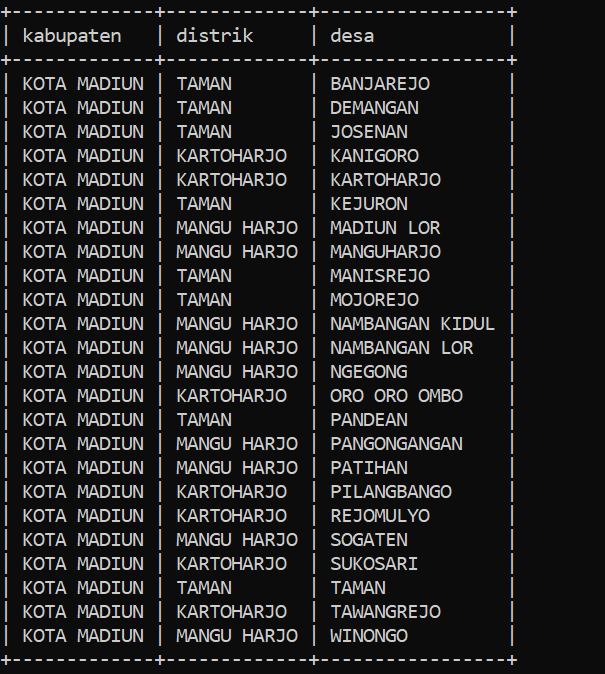 +-------------+-------------+-----------------+
| kabupaten   | distrik     | desa            |
+-------------+-------------+-----------------+
| KOTA MADIUN | TAMAN       | BANJAREJO       |
| KOTA MADIUN | TAMAN       | DEMANGAN        |
| KOTA MADIUN | TAMAN       | JOSENAN         |
| KOTA MADIUN | KARTOHARJO  | KANIGORO        |
| KOTA MADIUN | KARTOHARJO  | KARTOHARJO      |
| KOTA MADIUN | TAMAN       | KEJURON         |
| KOTA MADIUN | MANGU HARJO | MADIUN LOR      |
| KOTA MADIUN | MANGU HARJO | MANGUHARJO      |
| KOTA MADIUN | TAMAN       | MANISREJO       |
| KOTA MADIUN | TAMAN       | MOJOREJO        |
| KOTA MADIUN | MANGU HARJO | NAMBANGAN KIDUL |
| KOTA MADIUN | MANGU HARJO | NAMBANGAN LOR   |
| KOTA MADIUN | MANGU HARJO | NGEGONG         |
| KOTA MADIUN | KARTOHARJO  | ORO ORO OMBO    |
| KOTA MADIUN | TAMAN       | PANDEAN         |
| KOTA MADIUN | MANGU HARJO | PANGONGANGAN    |
| KOTA MADIUN | MANGU HARJO | PATIHAN         |
| KOTA MADIUN | KARTOHARJO  | PILANGBANGO     |
| KOTA MADIUN | KARTOHARJO  | REJOMULYO       |
| KOTA MADIUN | MANGU HARJO | SOGATEN         |
| KOTA MADIUN | KARTOHARJO  | SUKOSARI        |
| KOTA MADIUN | TAMAN       | TAMAN           |
| KOTA MADIUN | KARTOHARJO  | TAWANGREJO      |
| KOTA MADIUN | MANGU HARJO | WINONGO         |
+-------------+-------------+-----------------+